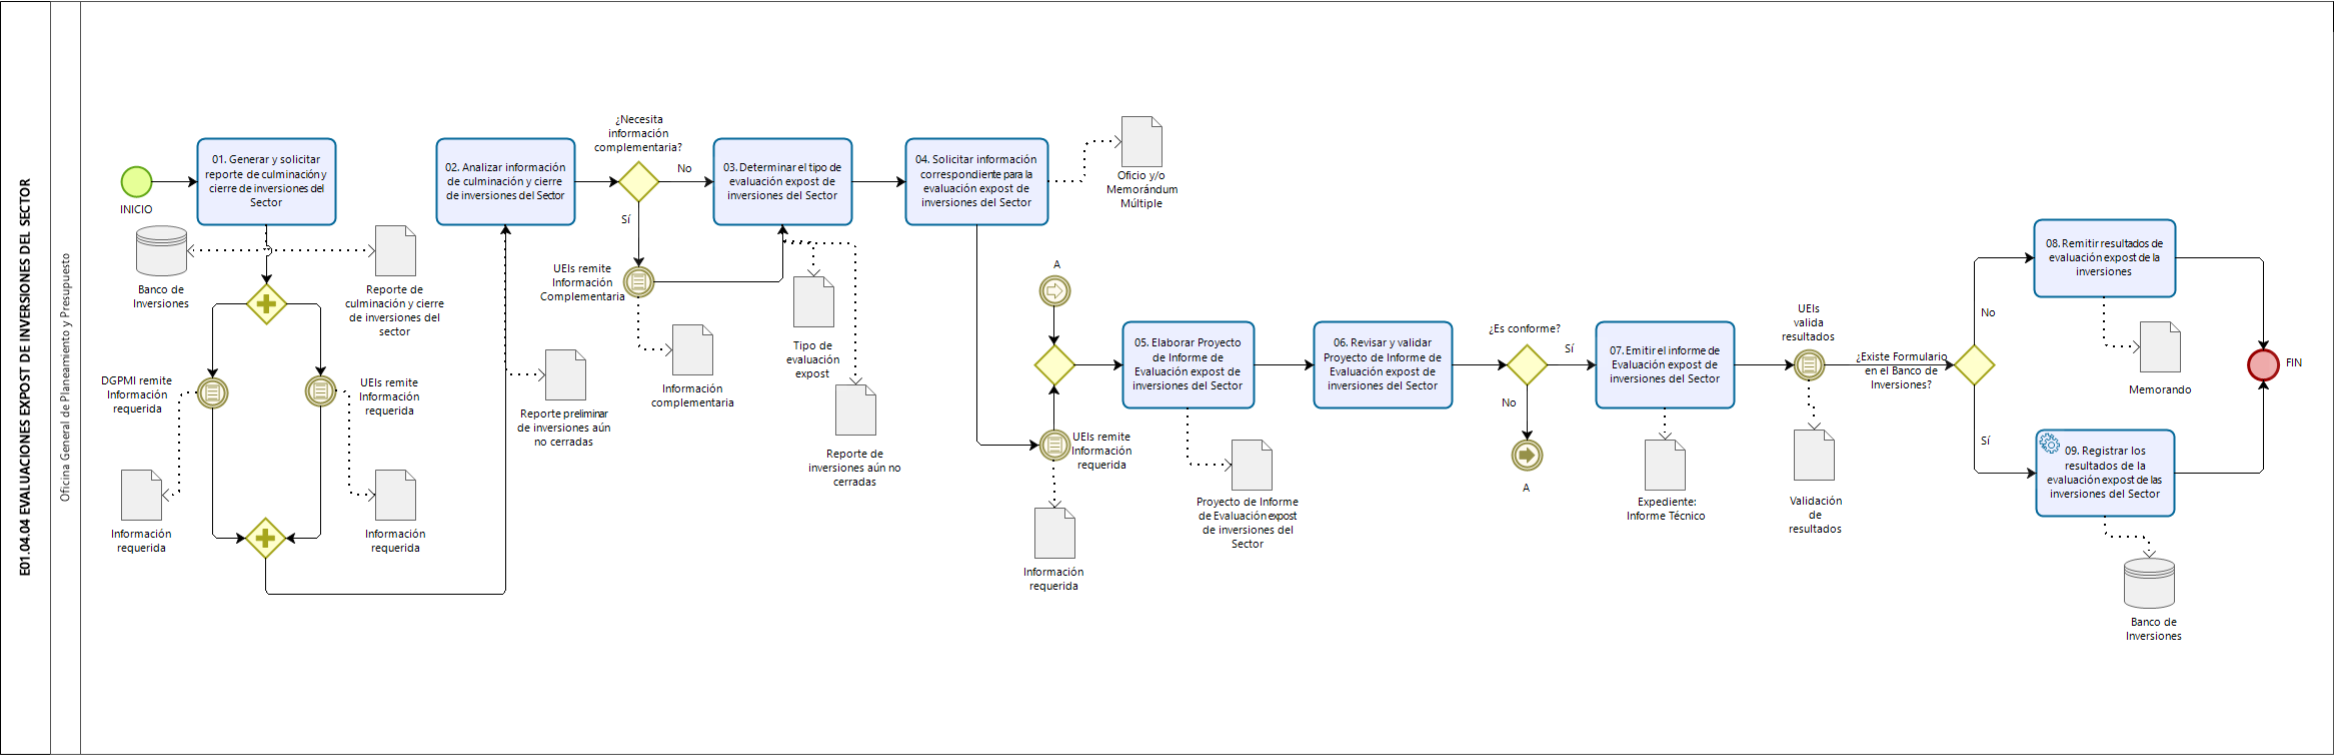 E01.04.04 EVALUACIONES EXPOST DE INVERSIONES DEL SECTOR
Oficina General de Planeamiento y Presupuesto
INICIO
01. Generar y solicitar
reporte de culminación y
cierre de inversiones del
Sector
Banco de
Inversiones
Reporte de
culminación y cierre
de inversiones del
sector
DGPMI remite
Información
requerida
UEIs remite
Información
requerida
Información
requerida
Información
requerida
02. Analizar información
de culminación y cierre
de inversiones del Sector
Reporte preliminar
de inversiones aún
no cerradas
¿Necesita
información
complementaria?
No
Sí
UEIs remite
Información
Complementaria
Información
complementaria
03. Determinar el tipo de
evaluación expost de
inversiones del Sector
Tipo de
evaluación
expost
Reporte de
inversiones aún no
cerradas
04. Solicitar información
correspondiente para la
evaluación expost de
inversiones del Sector
Oficio y/o
Memorándum
Múltiple
A
UEIs remite
Información
requerida
Información
requerida
05. Elaborar Proyecto
de Informe de
Evaluación expost de
inversiones del Sector
Proyecto de Informe
de Evaluación expost
de inversiones del
Sector
06. Revisar y validar
Proyecto de Informe de
Evaluación expost de
inversiones del Sector
¿Es conforme?
Sí
No
A
07. Emitir el informe de
Evaluación expost de
inversiones del Sector
Expediente:
Informe Técnico
UEIs
valida
resultados
Validación
de
resultados
¿Existe Formulario
en el Banco de
Inversiones?
No
Sí
08. Remitir resultados de
evaluación expost de la
inversiones
Memorando
09. Registrar los
resultados de la
evaluación expost de las
inversiones del Sector
Banco de
Inversiones
FIN